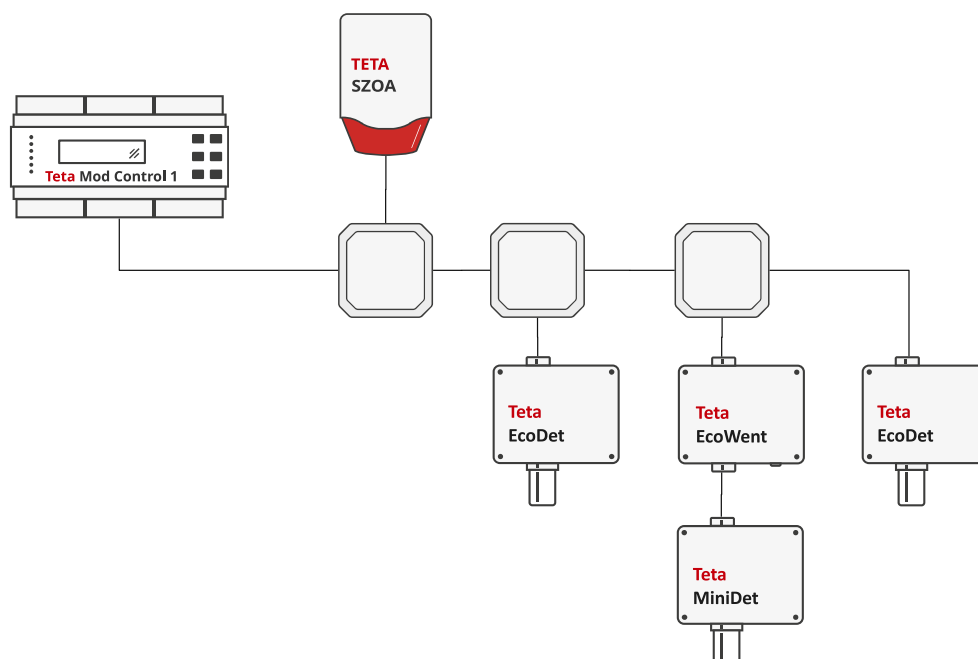 TETA
SZOA
Teta Mod Control 1
Teta
EcoDet
Teta
EcoWent
Teta
EcoDet
Teta
MiniDet